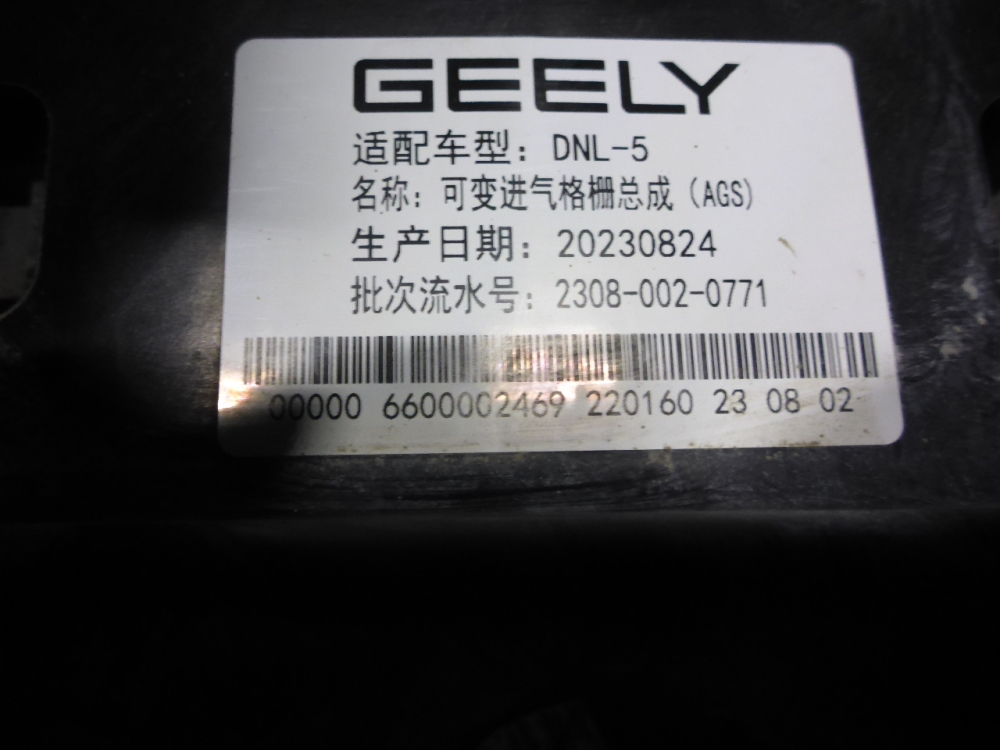 GEELY
适配车型：DNL-5
名称：可变进气格栅总成（AGS）
生产日期：20230824
批次流水号：2308-002-0771
00000 6600002469 220160 23 08 02